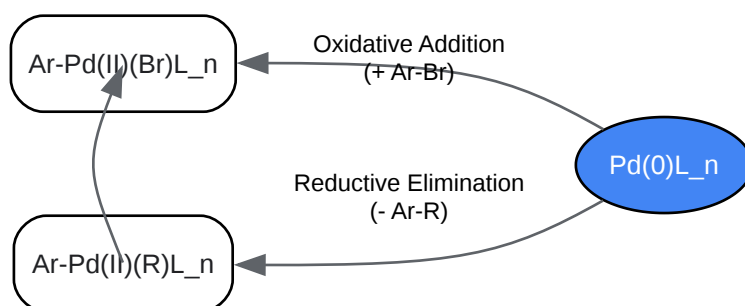 Oxidative Addition
(+ Ar-Br)
Ar-Pd(II)(Br)L_n
Pd(0)L_n
Reductive Elimination
(- Ar-R)
Ar-Pd(II)(R)L_n